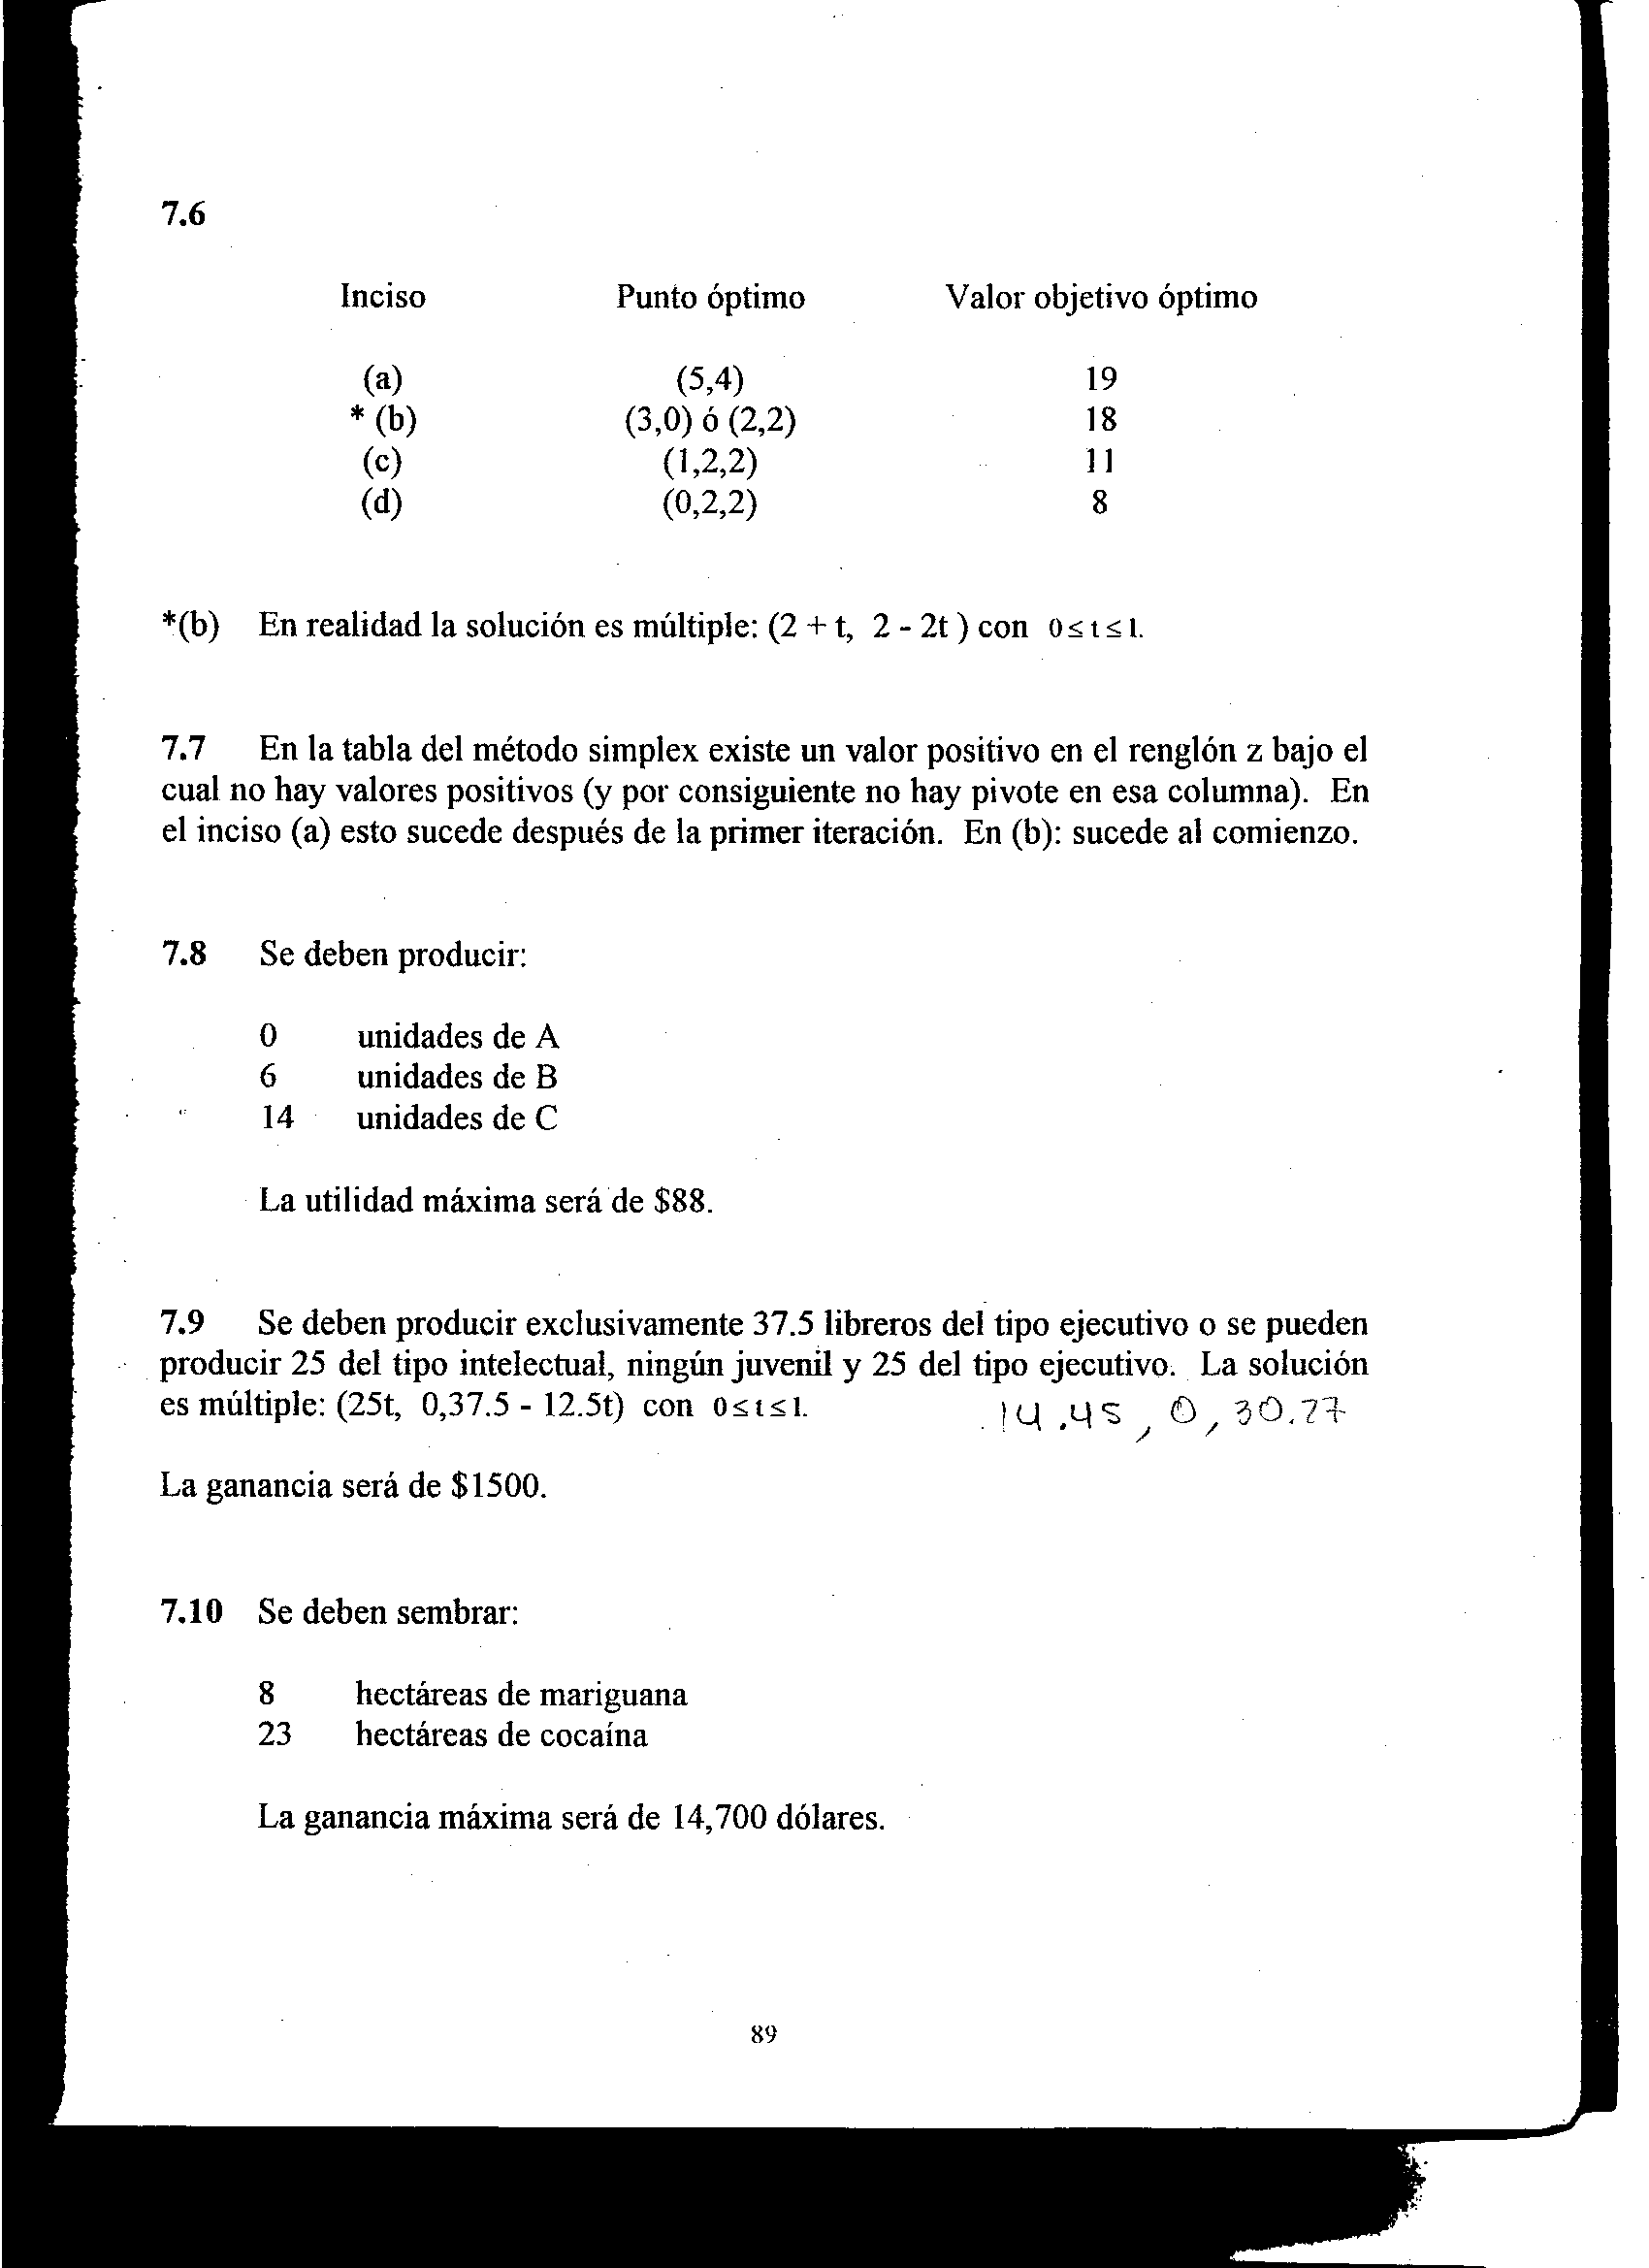 7.6
Inciso Punto óptimo Valor objetivo óptimo
(a) (5,4) 19
* (b) (3,0) ó (2,2) 18
(c) (1,2,2) 11
(d) (0,2,2) 8
*(b) En realidad la solución es múltiple: (2 + t, 2 - 2t ) con 0≤t≤1.
7.7 En la tabla del método simplex existe un valor positivo en el renglón z bajo el
cual no hay valores positivos (y por consiguiente no hay pivote en esa columna). En
el inciso (a) esto sucede después de la primer iteración. En (b): sucede al comienzo.
7.8 Se deben producir:
0 unidades de A
6 unidades de B
14 unidades de C
La utilidad máxima será de $88.
7.9 Se deben producir exclusivamente 37.5 libreros del tipo ejecutivo o se pueden
producir 25 del tipo intelectual, ningún juvenil y 25 del tipo ejecutivo. La solución
es múltiple: (25t, 0,37.5 - 12.5t) con 0≤t≤1. 14.45, 0, 30.77
La ganancia será de $1500.
7.10 Se deben sembrar:
8 hectáreas de mariguana
23 hectáreas de cocaína
La ganancia máxima será de 14,700 dólares.
89